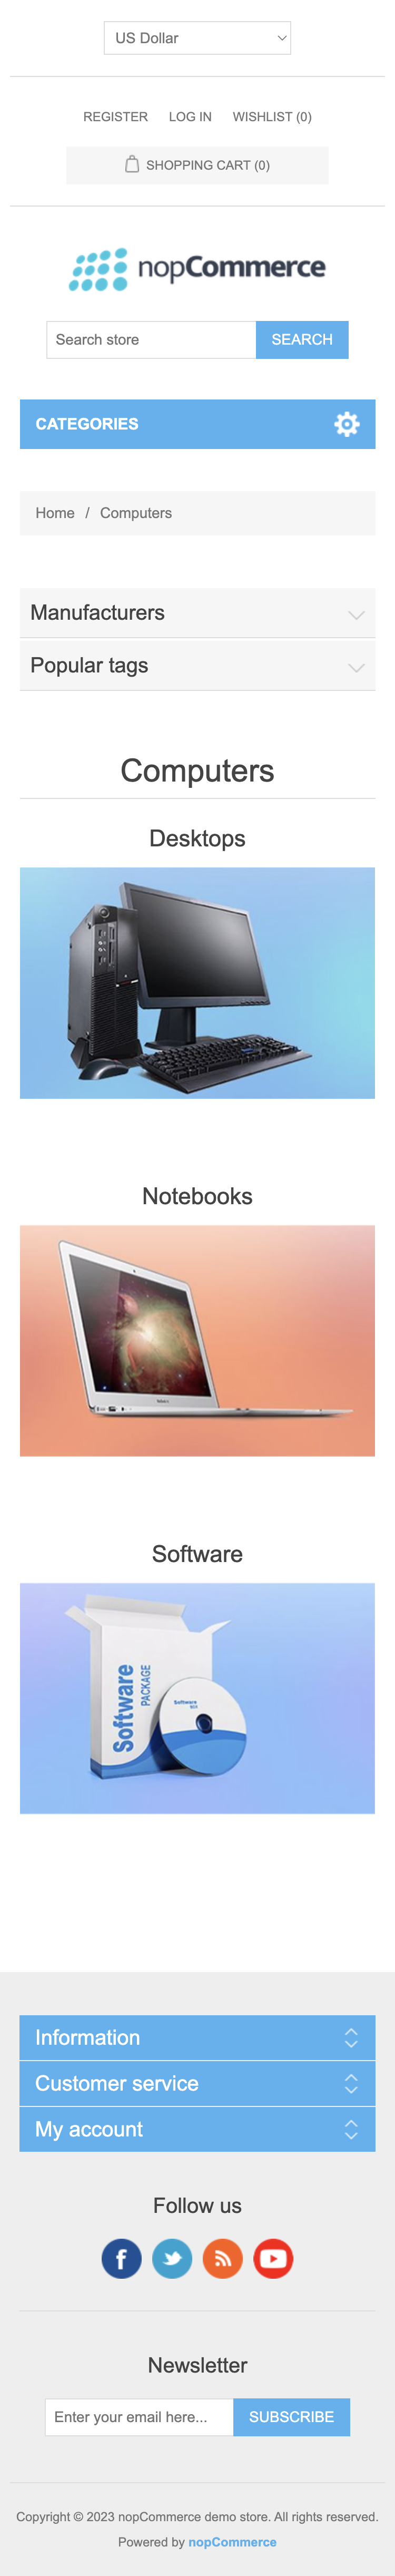 US Dollar
REGISTER LOG IN WISHLIST (0)
SHOPPING CART (0)
nopCommerce
Search store SEARCH
CATEGORIES
Home / Computers
Manufacturers
Popular tags
Computers
Desktops
Notebooks
Software
Software
PACKAGE
Software
Information
Customer service
My account
Follow us
Newsletter
Enter your email here... SUBSCRIBE
Copyright © 2023 nopCommerce demo store. All rights reserved.
Powered by nopCommerce